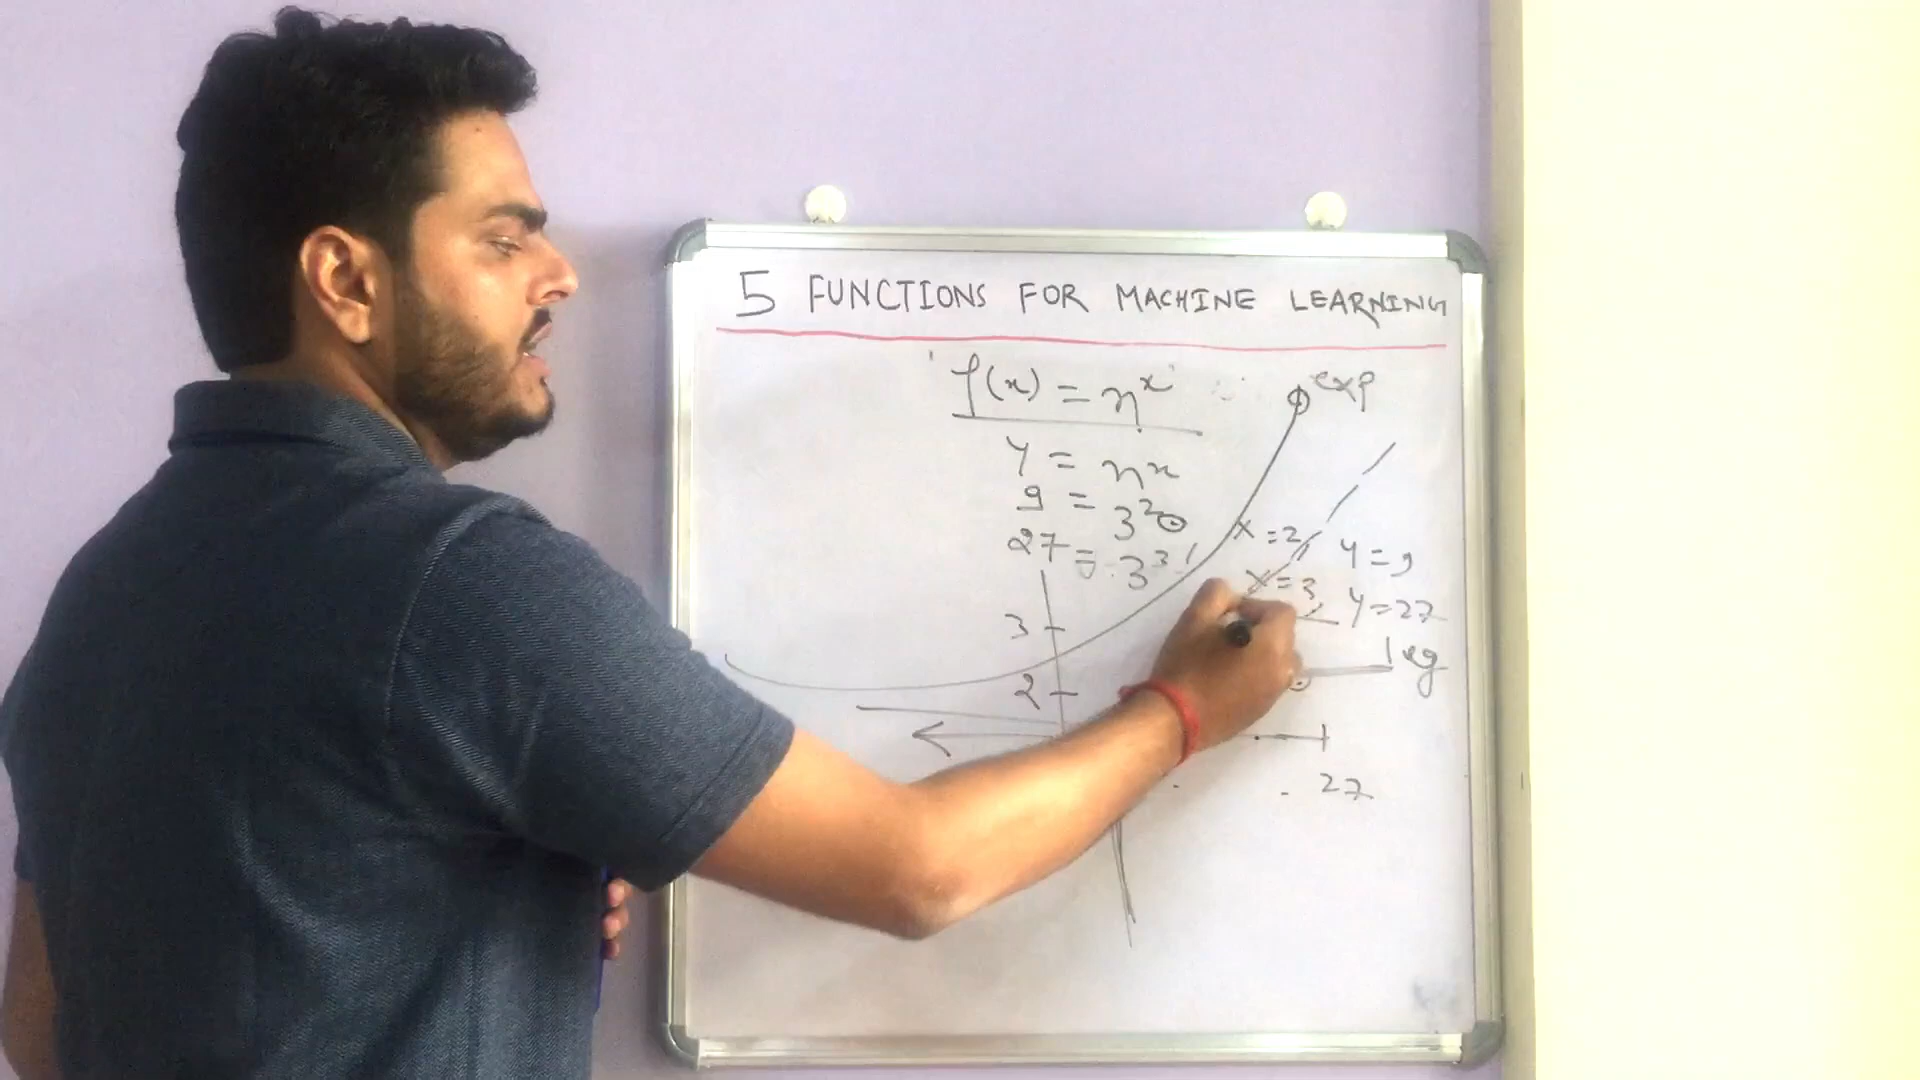 5 FUNCTIONS FOR MACHINE LEARNING
f(x) = n^x
exp
y = n^x
9 = 3^2
27 = 3^3
x=2 y=9
x=3 y=27
3
log
2
27